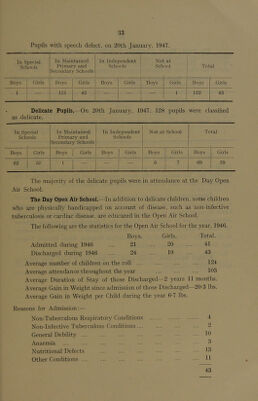 33
Pupils with speech defect, on 20th January, 1947.
In Special Schools | In Maintained Primary and Secondary Schools | In Independent Schools | Not at School | Total
Boys | Girls | Boys | Girls | Boys | Girls | Boys | Girls | Boys | Girls
1 | — | 151 | 62 | — | — | — | 1 | 152 | 63
Delicate Pupils.—On 20th January, 1947, 128 pupils were classified
as delicate.
In Special Schools | In Maintained Primary and Secondary Schools | In Independent Schools | Not at School | Total
Boys | Girls | Boys | Girls | Boys | Girls | Boys | Girls | Boys | Girls
62 | 52 | 1 | — | — | — | 6 | 7 | 69 | 59
The majority of the delicate pupils were in attendance at the Day Open
Air School.
The Day Open Air School.—In addition to delicate children, some children
who are physically handicapped on account of disease, such as non-infective
tuberculosis or cardiac disease, are educated in the Open Air School.
The following are the statistics for the Open Air School for the year, 1946.
Boys. Girls. Total.
Admitted during 1946 ... 21 20 41
Discharged during 1946 ... 24 19 43
Average number of children on the roll ... 124
Average attendance throughout the year ... 103
Average Duration of Stay of those Discharged—2 years 11 months.
Average Gain in Weight since admission of those Discharged—20·3 lbs.
Average Gain in Weight per Child during the year 6·7 lbs.
Reasons for Admission:—
Non-Tuberculous Respiratory Conditions ... 4
Non-Infective Tuberculous Conditions ... 2
General Debility ... 10
Anaemia ... 3
Nutritional Defects ... 13
Other Conditions ... 11
43